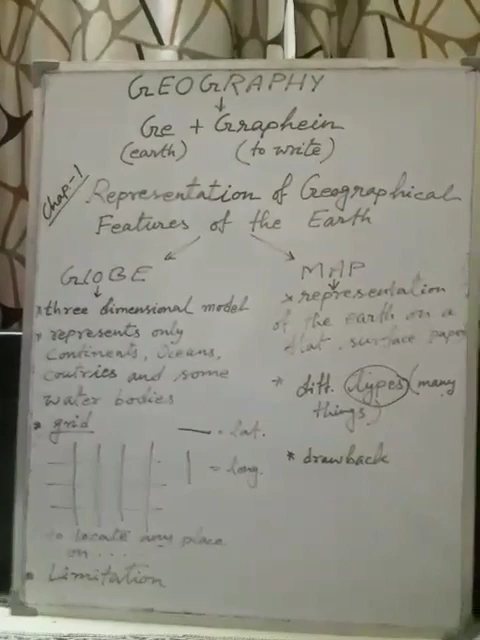 GEOGRAPHY
Ge + Graphein
(earth) (to write)
Chap-1
Representation of Geographical
Features of the Earth
GLOBE
* three dimensional model
* represents only
Continents, Oceans,
coutries and some
water bodies
* grid
— = lat.
| = long.
to locate any place
on ....
* Limitation
MAP
* representation
of the earth on a
flat surface paper
* diff. types (many
things)
* drawback